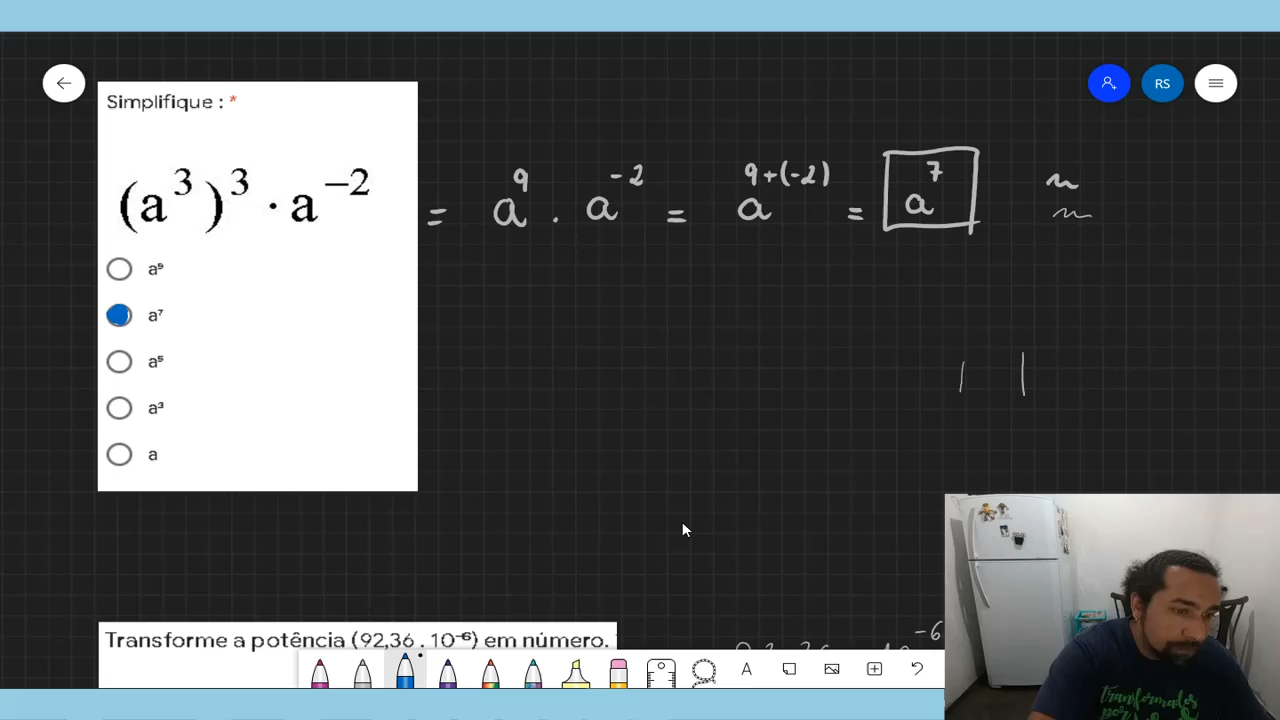 RS
Simplifique : *
(a³)³ · a⁻² = a⁹ . a⁻² = a⁹⁺⁽⁻²⁾ = a⁷
a⁹
a⁷
a⁵
a³
a
Transforme a potência (92,36 . 10⁻⁶) em número.
A
transformados